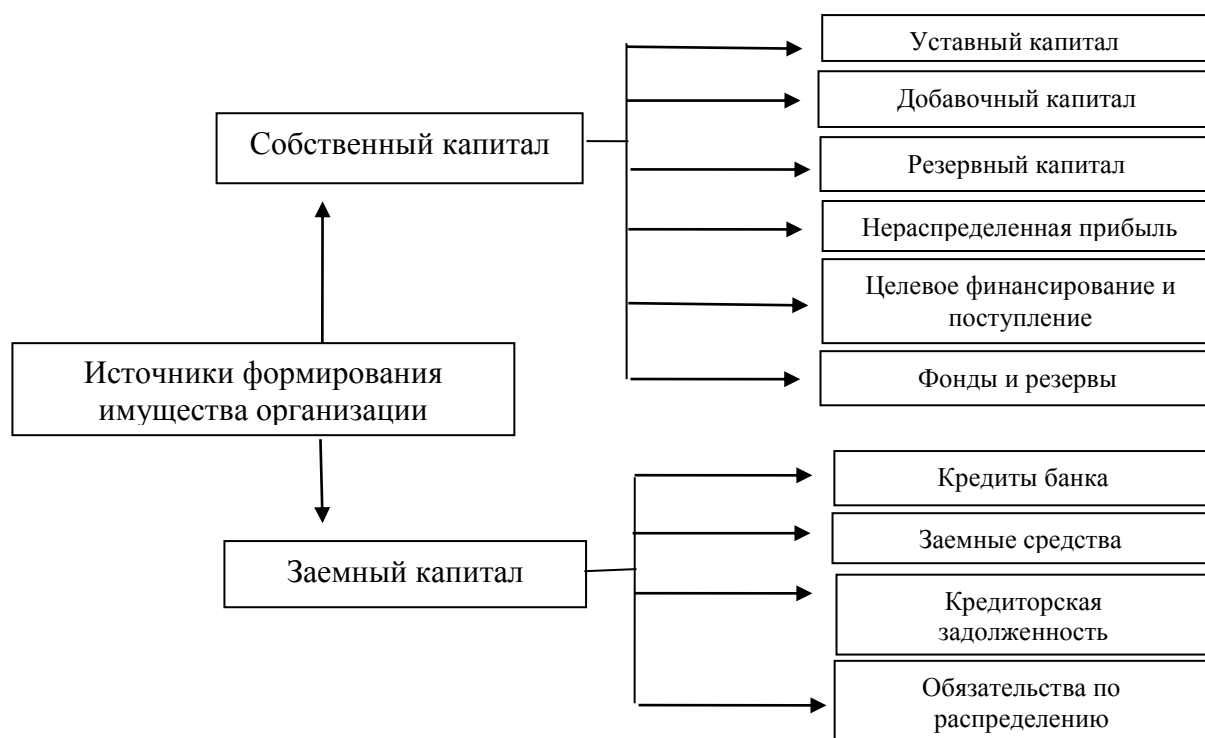 Уставный капитал
Добавочный капитал
Собственный капитал
Резервный капитал
Нераспределенная прибыль
Целевое финансирование и
поступление
Источники формирования
имущества организации
Фонды и резервы
Кредиты банка
Заемные средства
Заемный капитал
Кредиторская
задолженность
Обязательства по
распределению